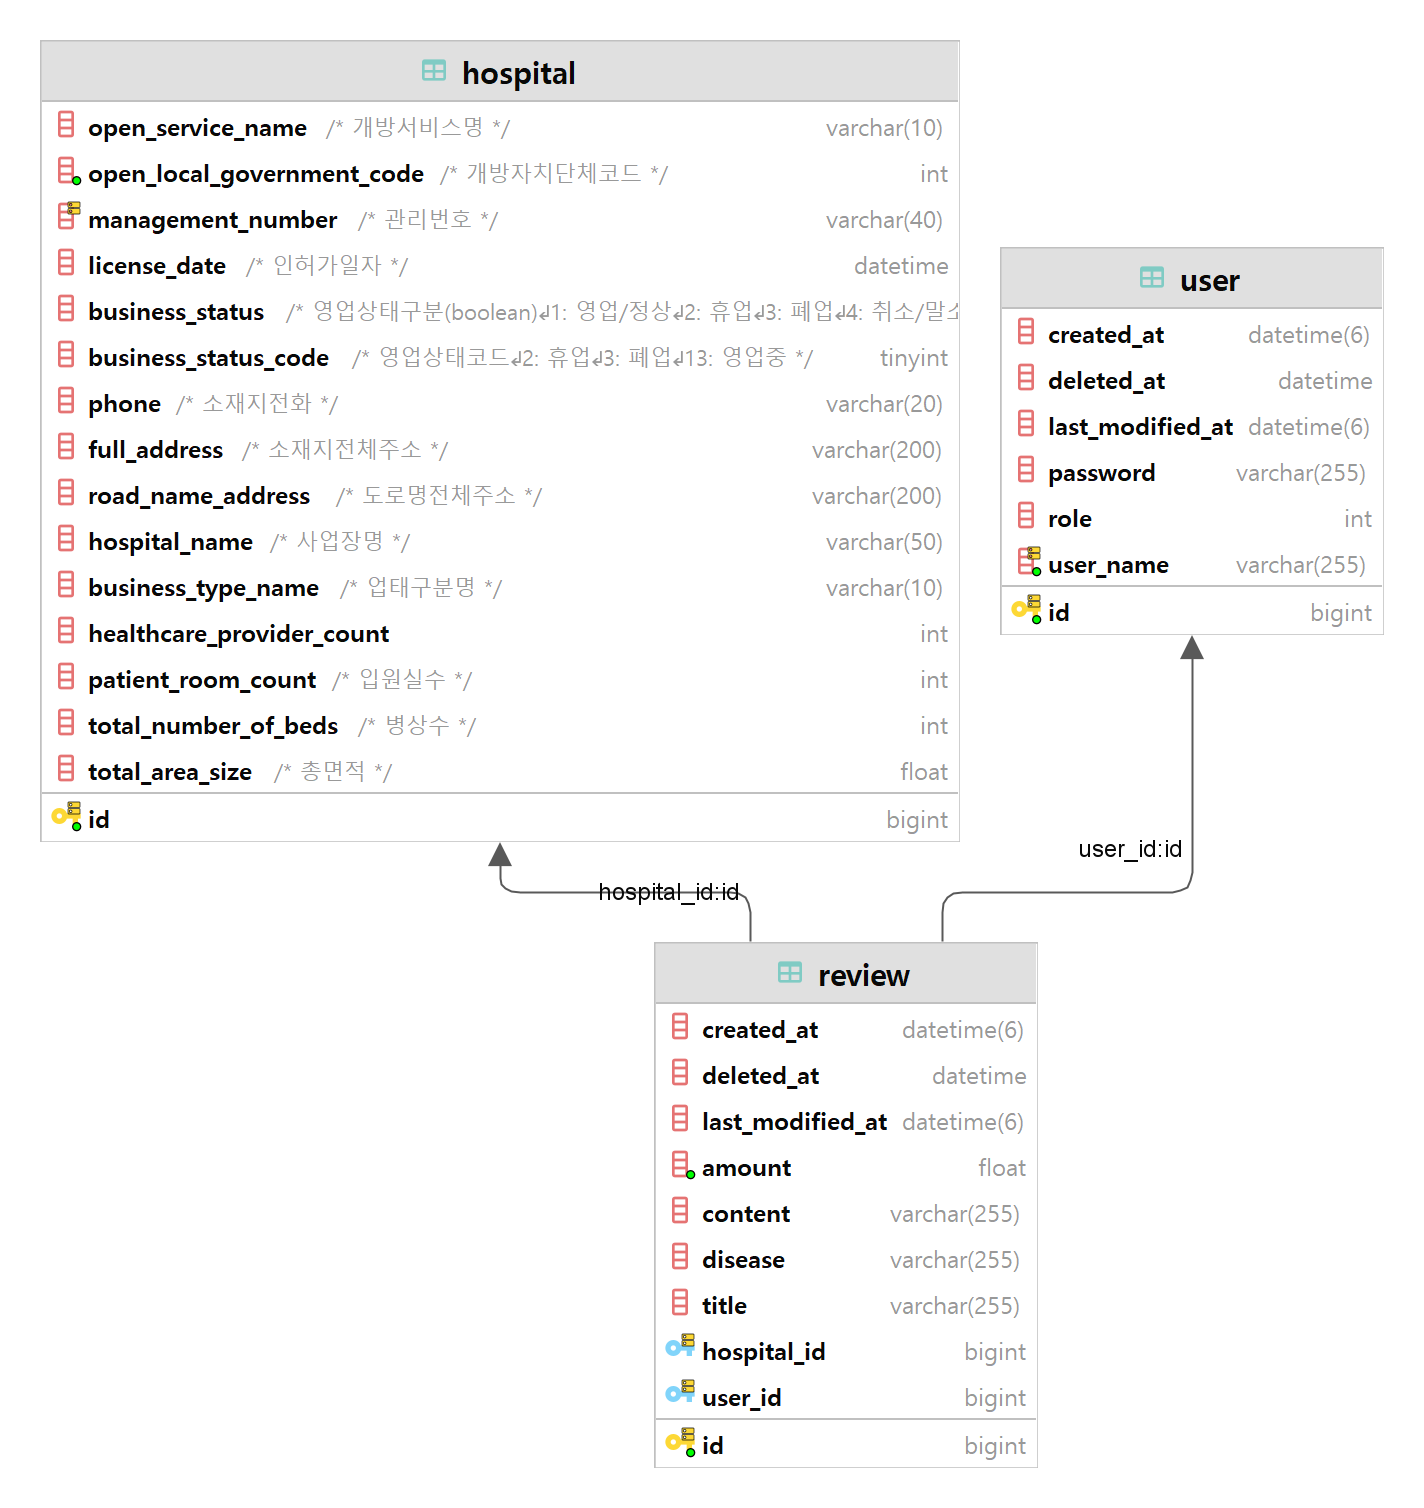 hospital
open_service_name /* 개방서비스명 */ varchar(10)
open_local_government_code /* 개방자치단체코드 */ int
management_number /* 관리번호 */ varchar(40)
license_date /* 인허가일자 */ datetime
business_status /* 영업상태구분(boolean)↲1: 영업/정상↲2: 휴업↲3: 폐업↲4: 취소/말소
business_status_code /* 영업상태코드↲2: 휴업↲3: 폐업↲13: 영업중 */ tinyint
phone /* 소재지전화 */ varchar(20)
full_address /* 소재지전체주소 */ varchar(200)
road_name_address /* 도로명전체주소 */ varchar(200)
hospital_name /* 사업장명 */ varchar(50)
business_type_name /* 업태구분명 */ varchar(10)
healthcare_provider_count int
patient_room_count /* 입원실수 */ int
total_number_of_beds /* 병상수 */ int
total_area_size /* 총면적 */ float
id bigint
user
created_at datetime(6)
deleted_at datetime
last_modified_at datetime(6)
password varchar(255)
role int
user_name varchar(255)
id bigint
user_id:id
hospital_id:id
review
created_at datetime(6)
deleted_at datetime
last_modified_at datetime(6)
amount float
content varchar(255)
disease varchar(255)
title varchar(255)
hospital_id bigint
user_id bigint
id bigint